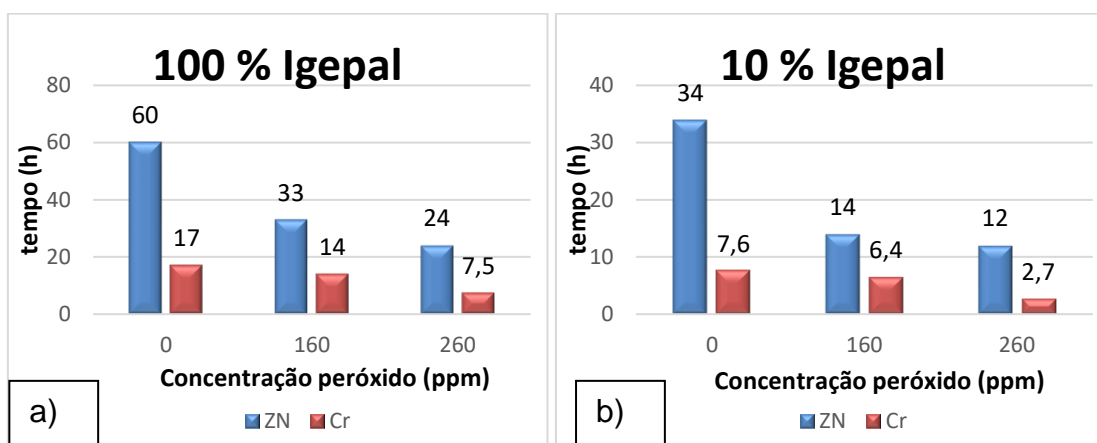 100 % Igepal
tempo (h)
80
60
40
20
0
60
17
33
14
24
7,5
0
160
260
Concentração peróxido (ppm)
ZN
Cr
a)
10 % Igepal
tempo (h)
40
30
20
10
0
34
7,6
14
6,4
12
2,7
0
160
260
Concentração peróxido (ppm)
ZN
Cr
b)